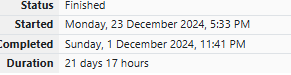 Status Finished
Started Monday, 23 December 2024, 5:33 PM
Completed Sunday, 1 December 2024, 11:41 PM
Duration 21 days 17 hours